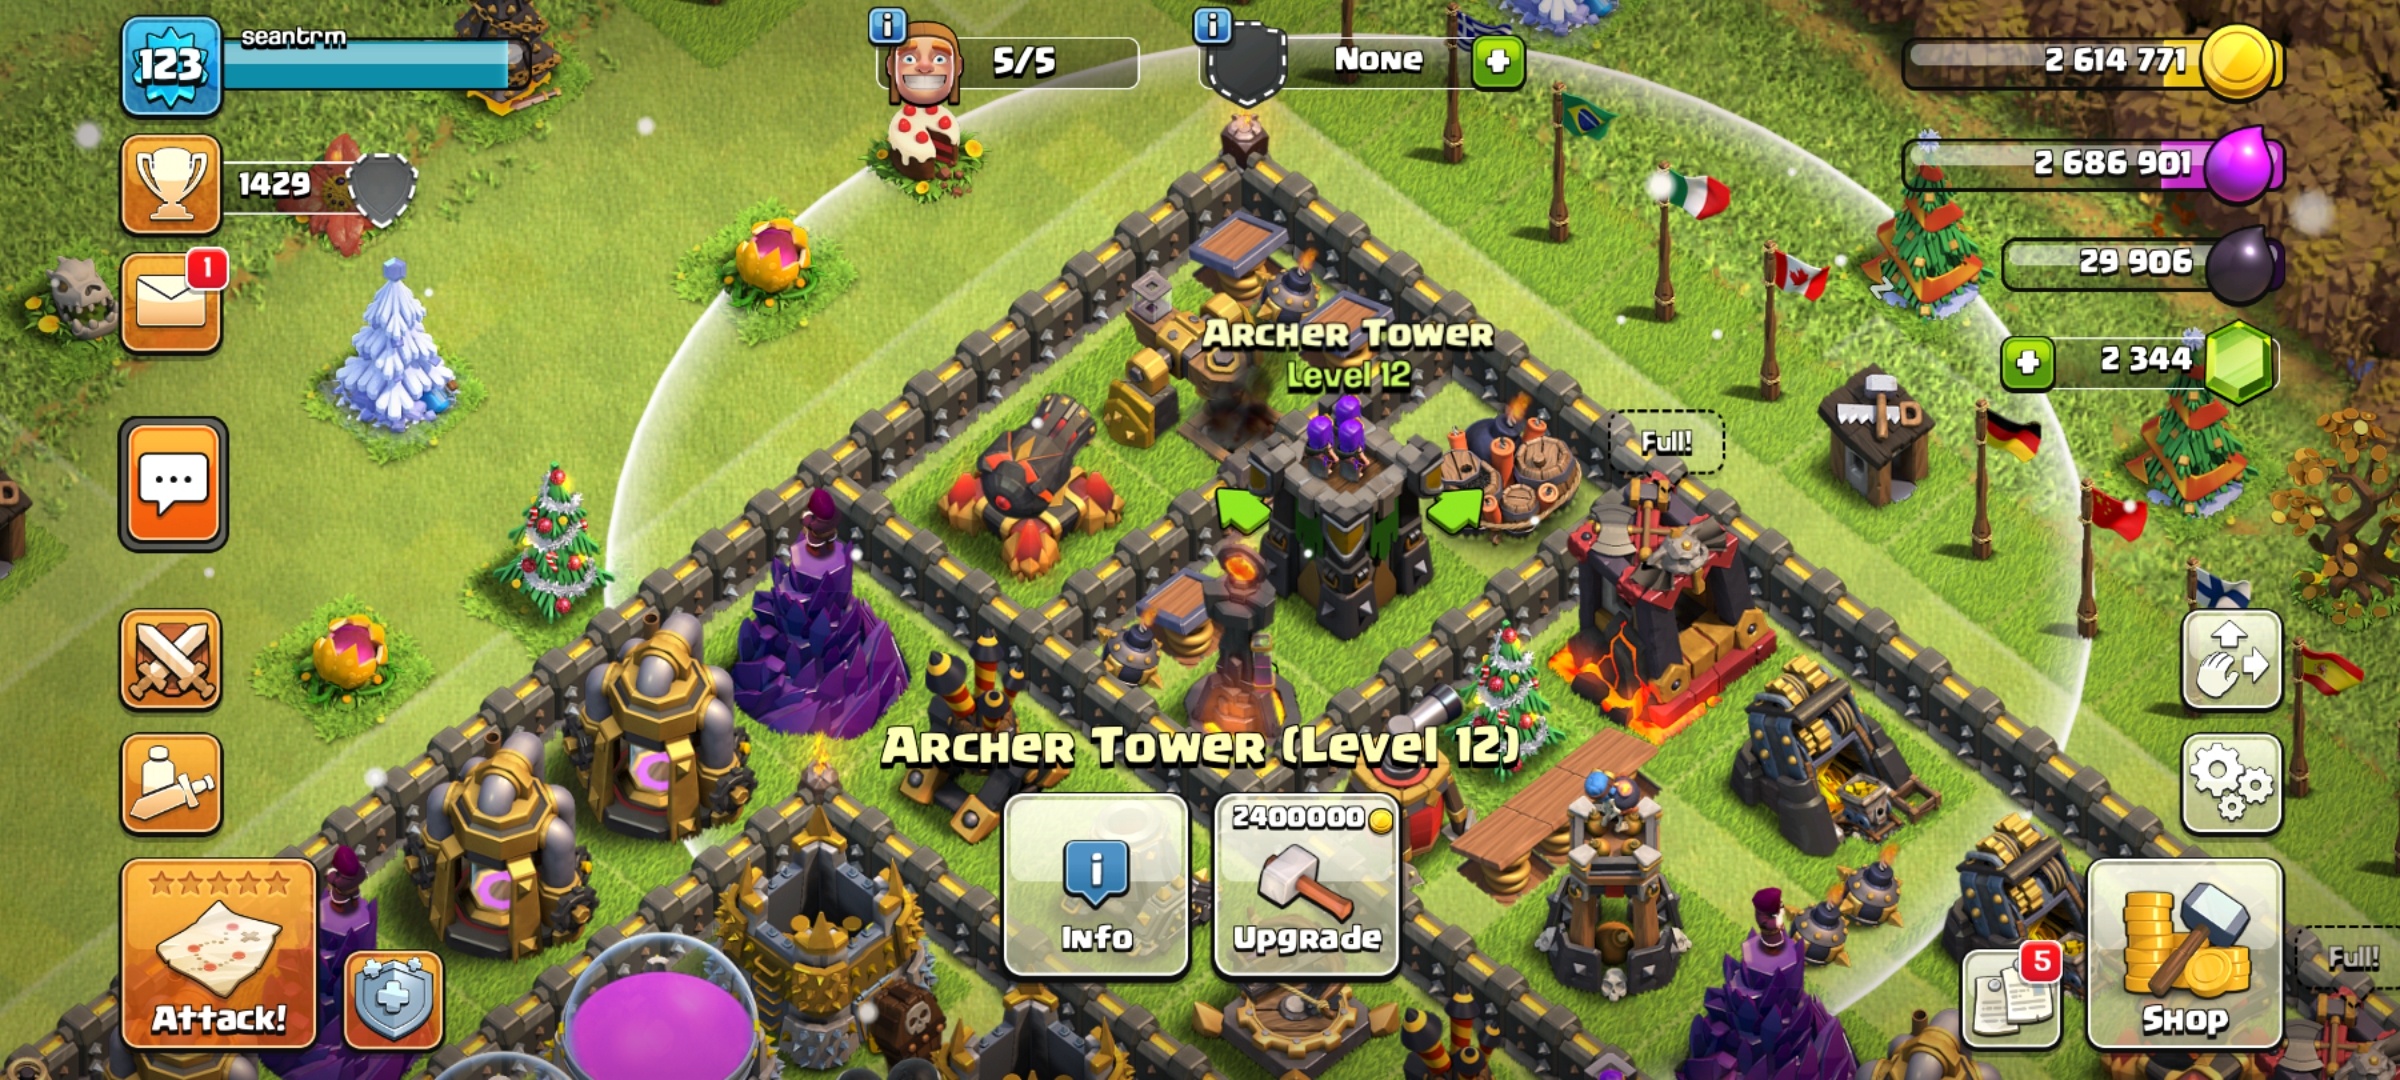 123
seantrm
5/5
None
2 614 771
1429
2 686 901
29 906
2 344
1
Archer Tower
Level 12
Full!
Archer Tower (Level 12)
Info
2400000
Upgrade
Attack!
5
Shop
Full!